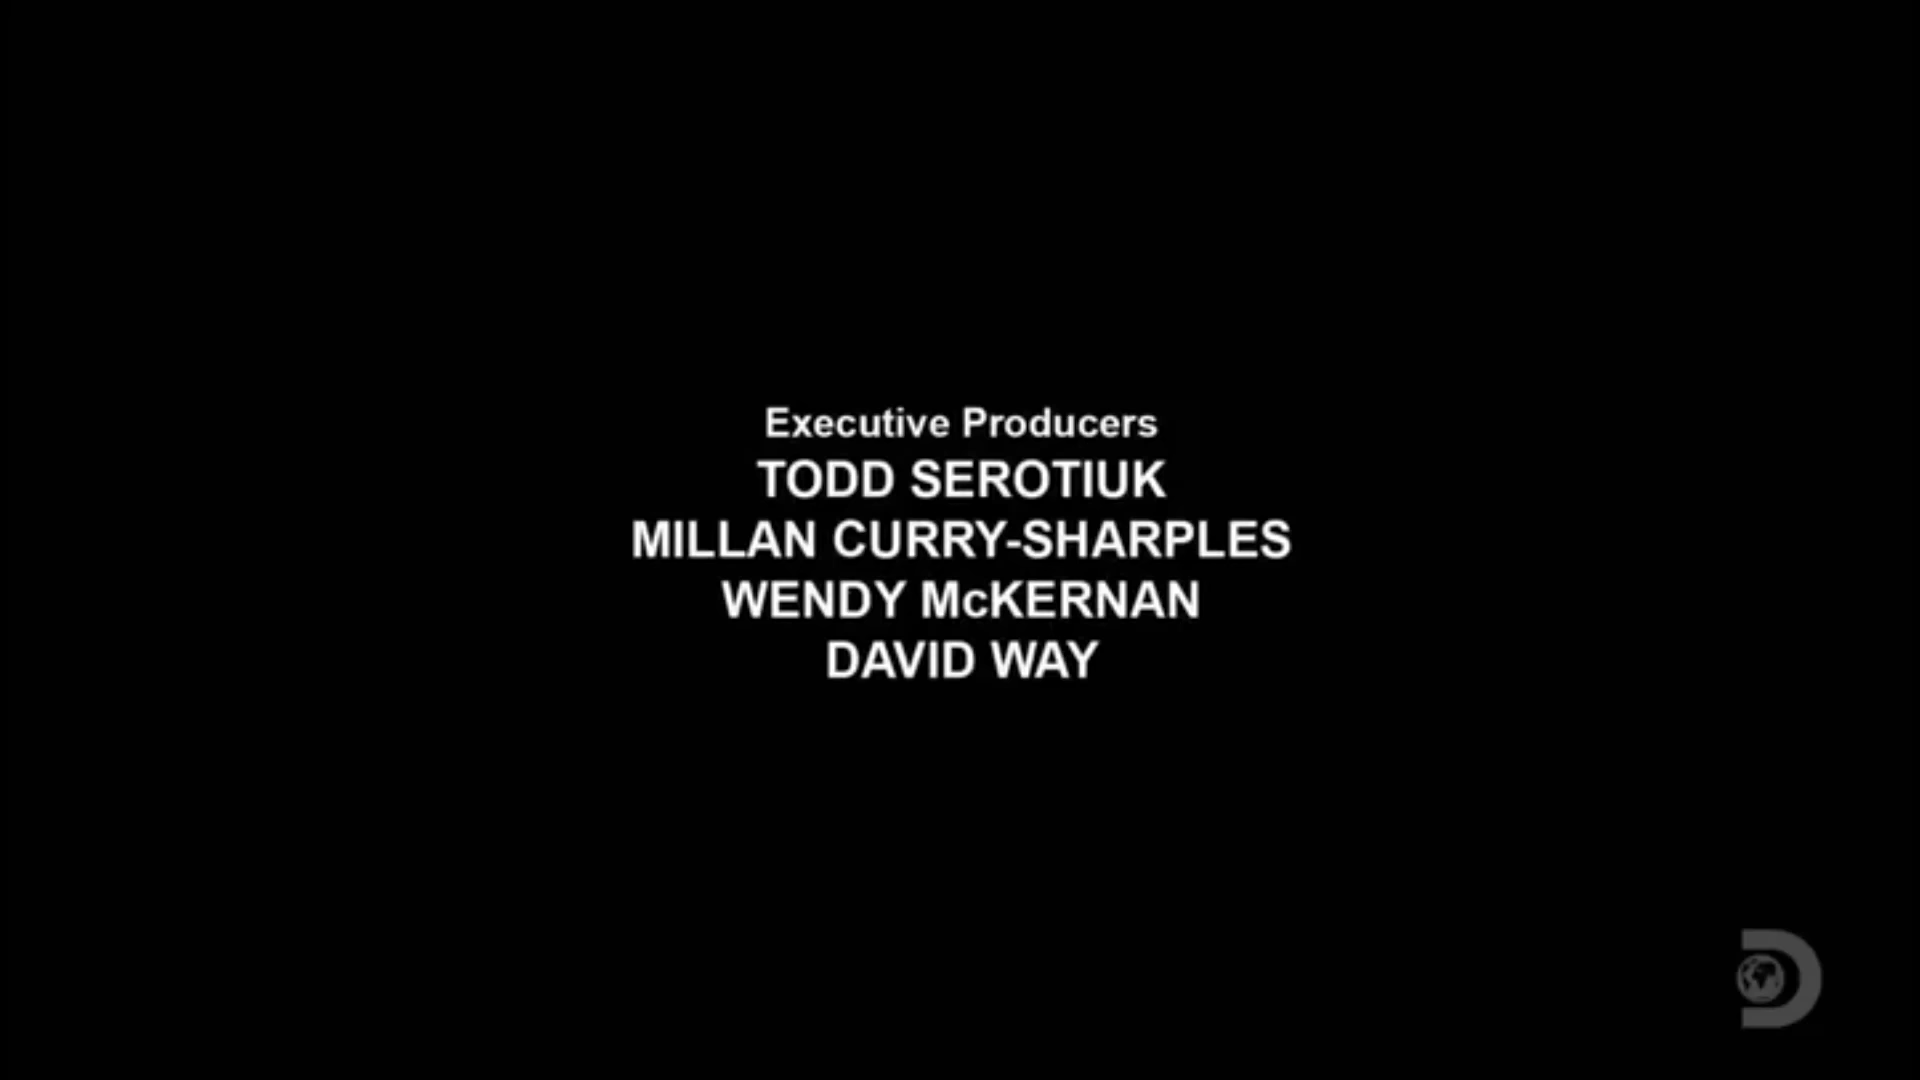 Executive Producers
TODD SEROTIUK
MILLAN CURRY-SHARPLES
WENDY McKERNAN
DAVID WAY